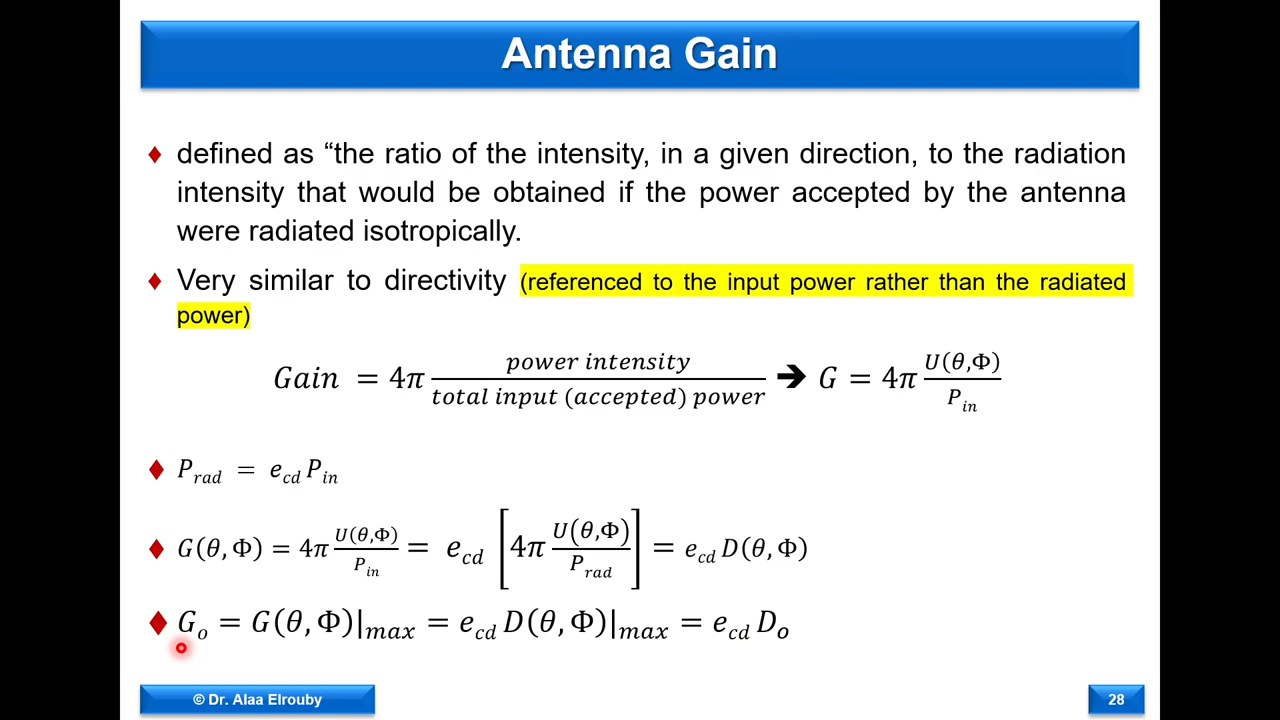 Antenna Gain
♦ defined as “the ratio of the intensity, in a given direction, to the radiation
intensity that would be obtained if the power accepted by the antenna
were radiated isotropically.
♦ Very similar to directivity (referenced to the input power rather than the radiated
power)
Gain = 4π power intensity / total input (accepted) power ➔ G = 4π U(θ,Φ) / P_in
♦ P_rad = e_cd P_in
♦ G(θ, Φ) = 4π U(θ,Φ) / P_in = e_cd [4π U(θ,Φ) / P_rad] = e_cd D(θ, Φ)
♦ G_o = G(θ, Φ)|_max = e_cd D(θ, Φ)|_max = e_cd D_o
© Dr. Alaa Elrouby
28